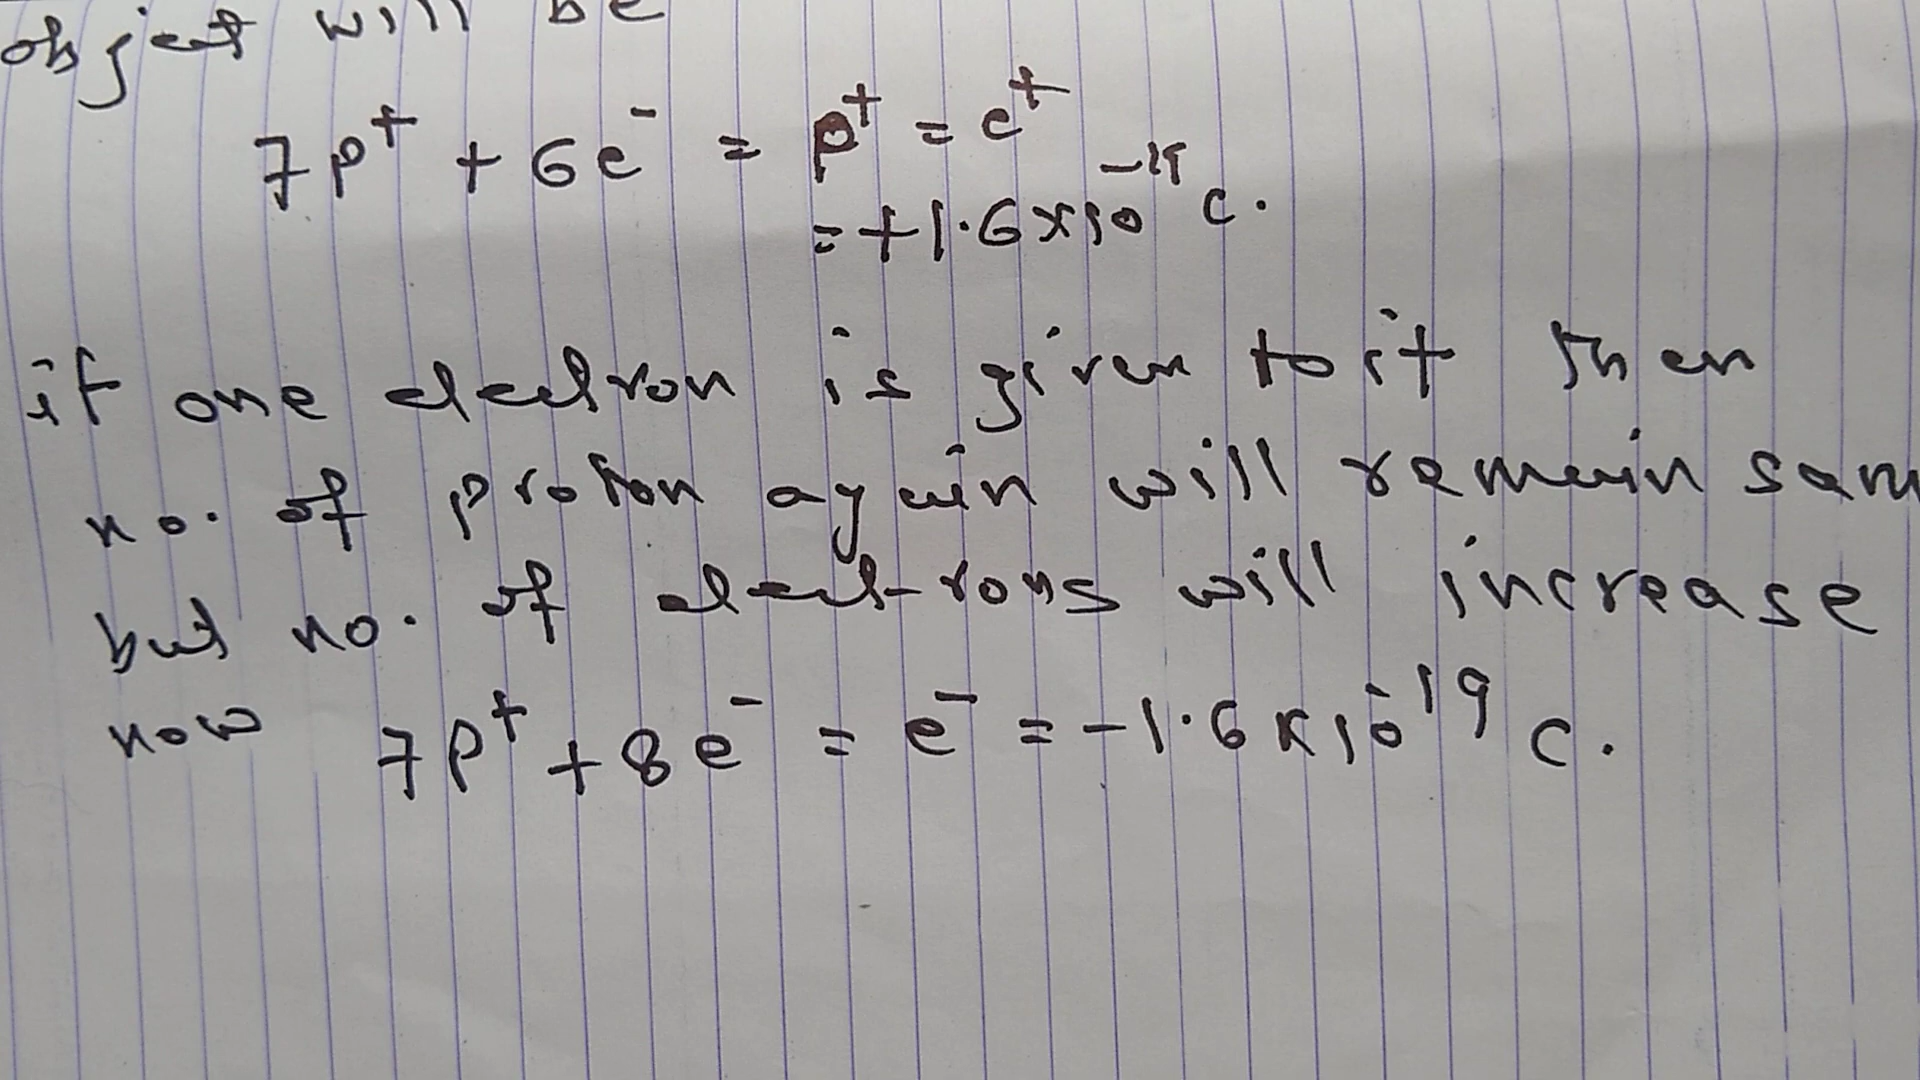 object will be
7p⁺ + 6e⁻ = p⁺ = e⁺
= +1.6×10⁻¹⁹ c.
if one electron is given to it then
no. of proton again will remain sam
but no. of electrons will increase
now 7p⁺ + 8e⁻ = e⁻ = -1.6×10⁻¹⁹ c.